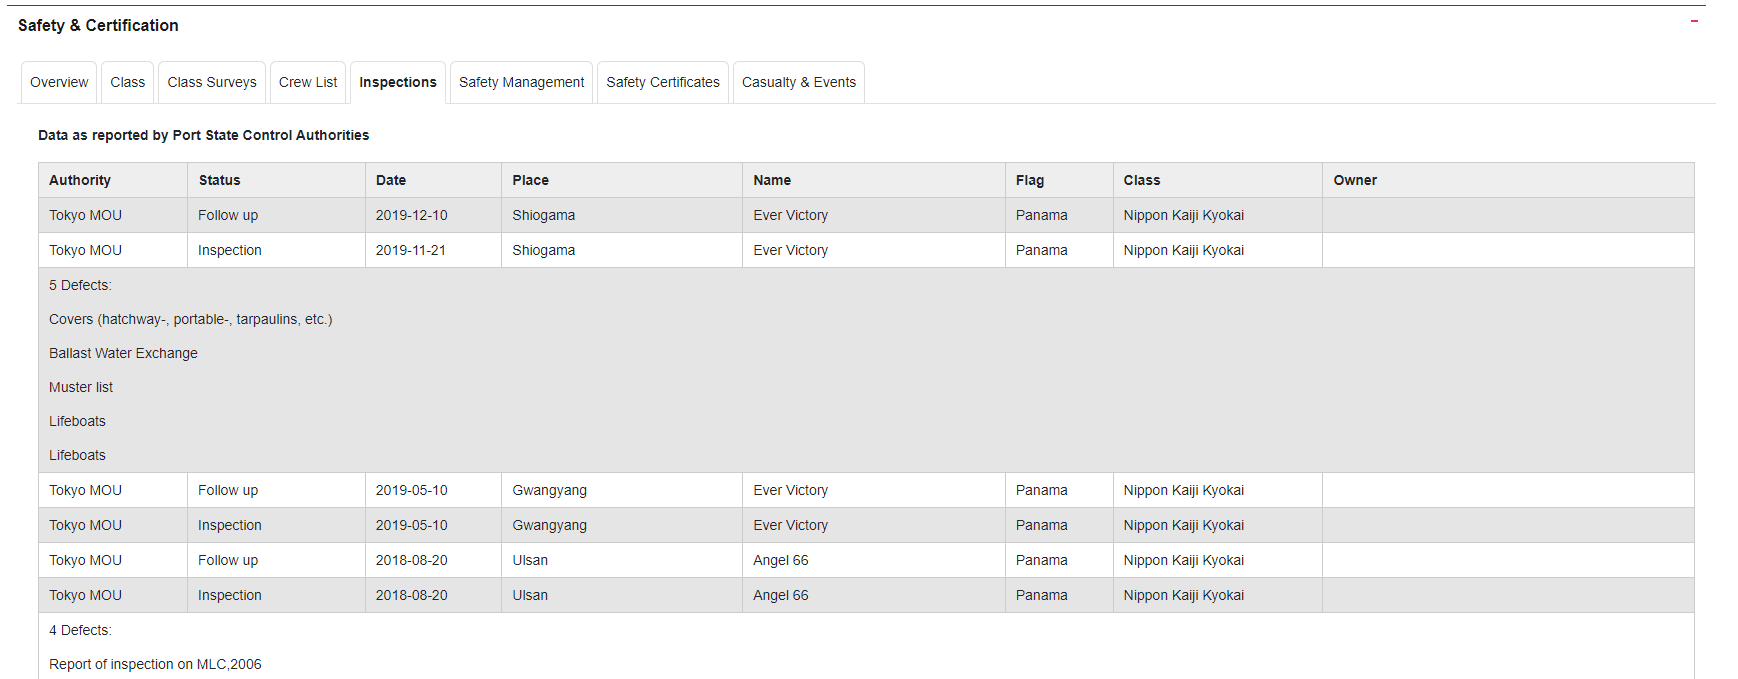 Safety & Certification
Overview Class Class Surveys Crew List Inspections Safety Management Safety Certificates Casualty & Events
Data as reported by Port State Control Authorities
Authority Status Date Place Name Flag Class Owner
Tokyo MOU Follow up 2019-12-10 Shiogama Ever Victory Panama Nippon Kaiji Kyokai
Tokyo MOU Inspection 2019-11-21 Shiogama Ever Victory Panama Nippon Kaiji Kyokai
5 Defects:
Covers (hatchway-, portable-, tarpaulins, etc.)
Ballast Water Exchange
Muster list
Lifeboats
Lifeboats
Tokyo MOU Follow up 2019-05-10 Gwangyang Ever Victory Panama Nippon Kaiji Kyokai
Tokyo MOU Inspection 2019-05-10 Gwangyang Ever Victory Panama Nippon Kaiji Kyokai
Tokyo MOU Follow up 2018-08-20 Ulsan Angel 66 Panama Nippon Kaiji Kyokai
Tokyo MOU Inspection 2018-08-20 Ulsan Angel 66 Panama Nippon Kaiji Kyokai
4 Defects:
Report of inspection on MLC,2006